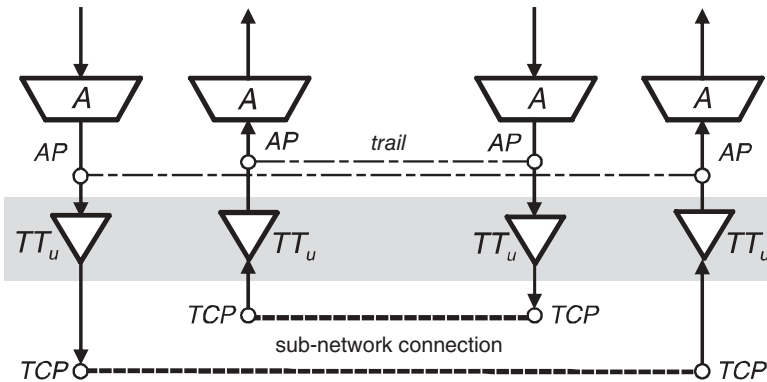 A A A A
AP AP trail AP AP
TTu TTu TTu TTu
TCP TCP
sub-network connection
TCP TCP